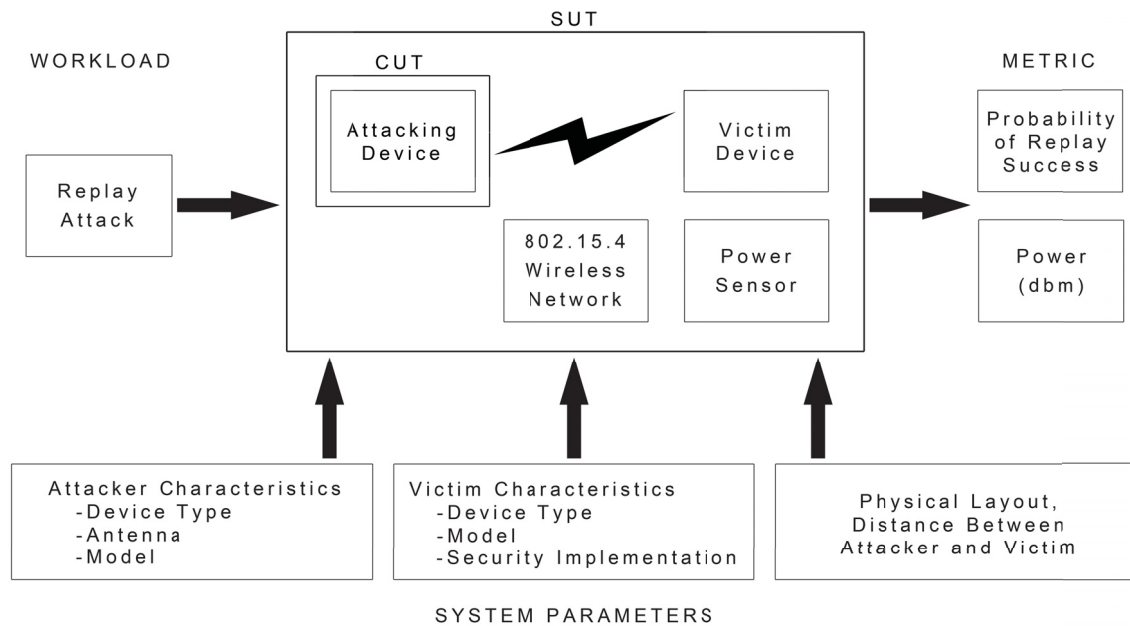 SUT
WORKLOAD
CUT
METRIC
Attacking
Device
Victim
Device
Probability
of Replay
Success
Replay
Attack
802.15.4
Wireless
Network
Power
Sensor
Power
(dbm)
Attacker Characteristics
-Device Type
-Antenna
-Model
Victim Characteristics
-Device Type
-Model
-Security Implementation
Physical Layout,
Distance Between
Attacker and Victim
SYSTEM PARAMETERS